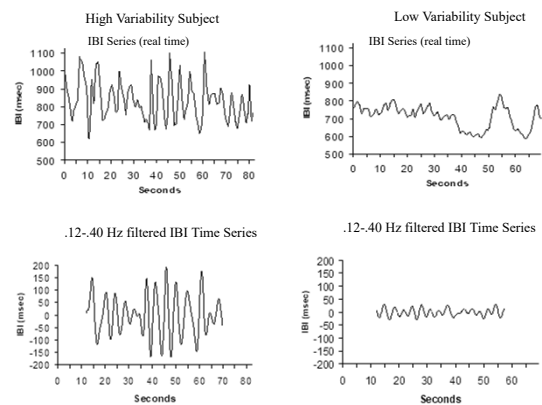 High Variability Subject
IBI Series (real time)
IBI (msec)
1100
1000
900
800
700
600
500
0 10 20 30 40 50 60 70 80
Seconds
Low Variability Subject
IBI Series (real time)
IBI (msec)
1100
1000
900
800
700
600
500
0 10 20 30 40 50 60
Seconds
.12-.40 Hz filtered IBI Time Series
IBI (msec)
200
150
100
50
0
-50
-100
-150
-200
0 10 20 30 40 50 60 70 80
Seconds
.12-.40 Hz filtered IBI Time Series
IBI (msec)
200
150
100
50
0
-50
-100
-150
-200
0 10 20 30 40 50 60
Seconds